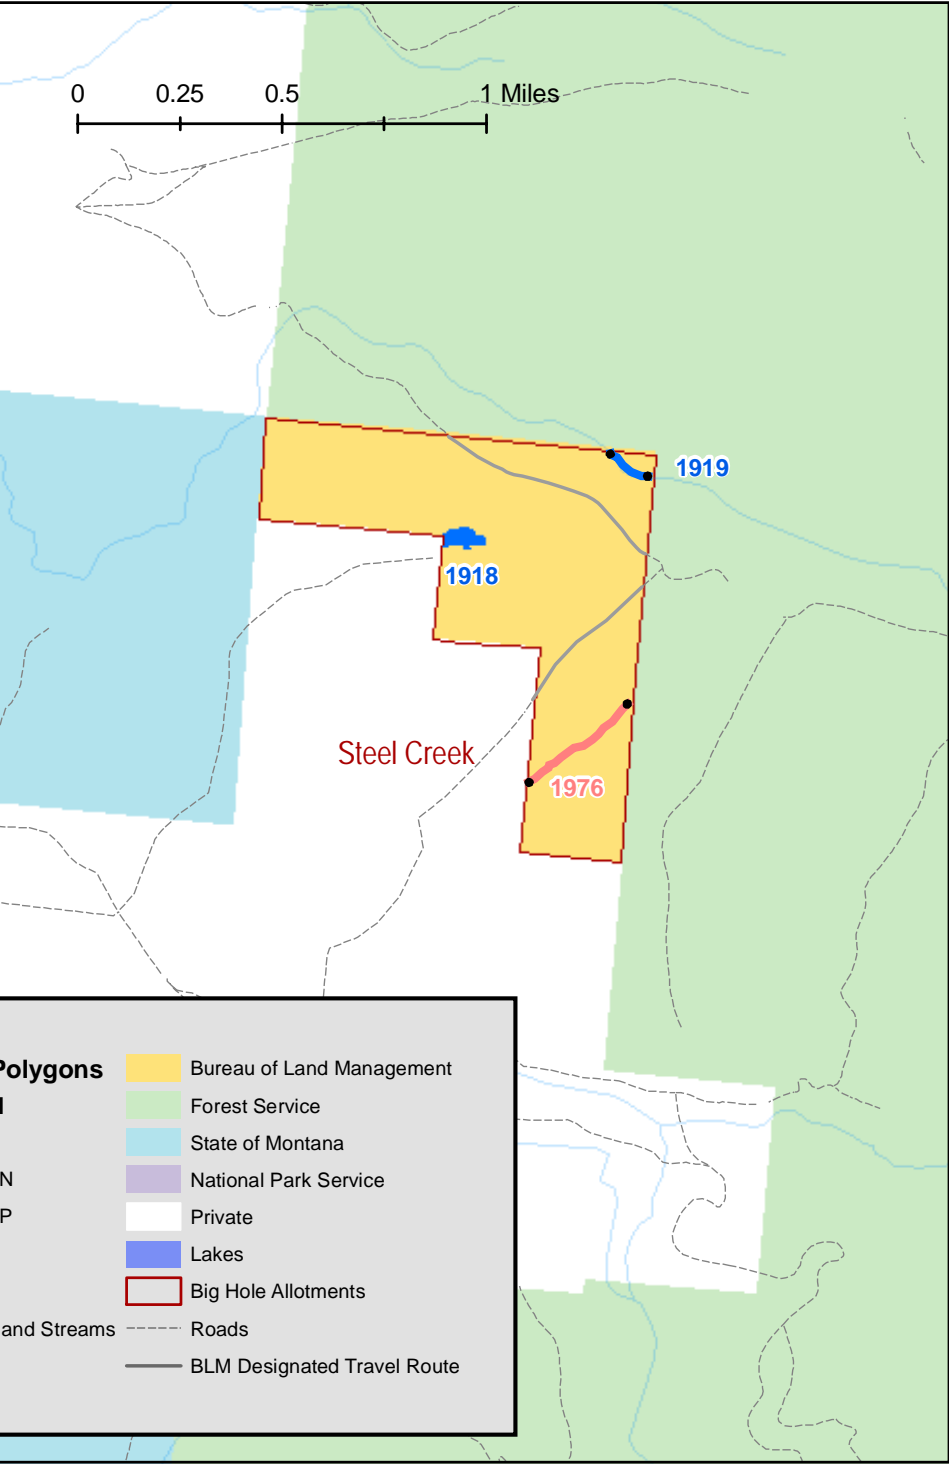 0 0.25 0.5 1 Miles
1919
1918
Steel Creek
1976
Polygons
N
P
and Streams
Bureau of Land Management
Forest Service
State of Montana
National Park Service
Private
Lakes
Big Hole Allotments
Roads
BLM Designated Travel Route